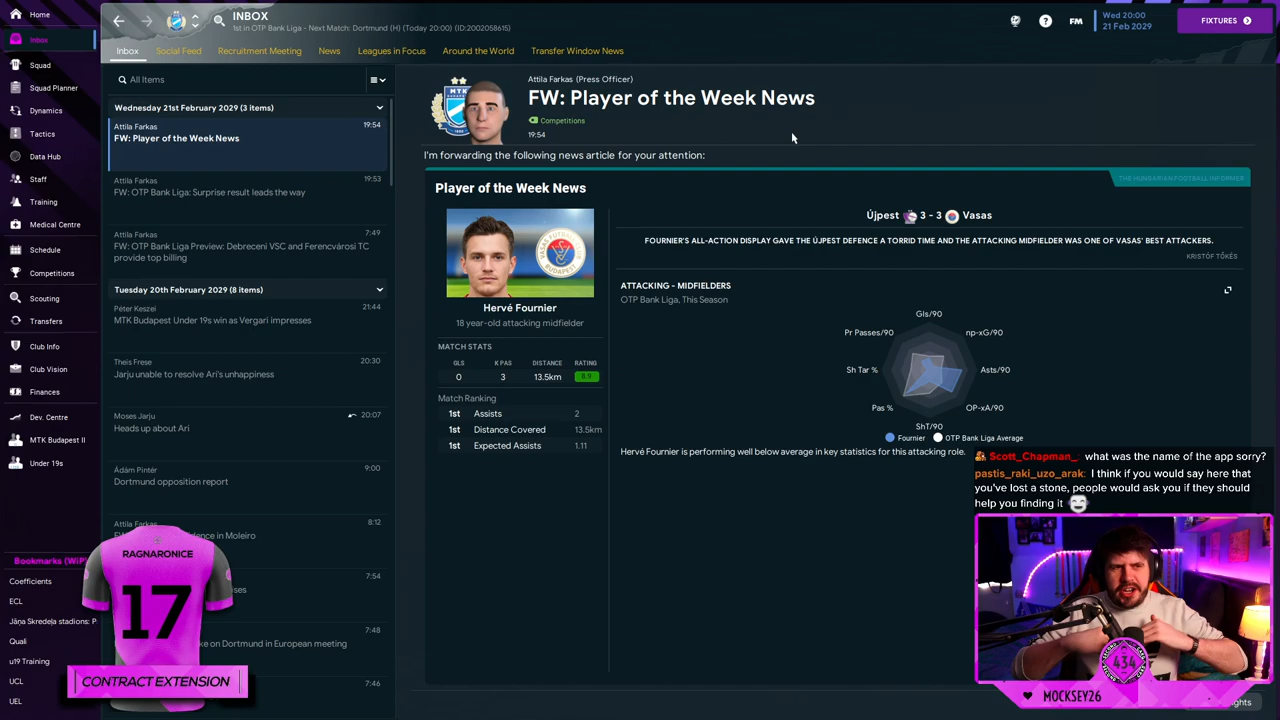 Home
Inbox
Squad
Squad Planner
Dynamics
Tactics
Data Hub
Staff
Training
Medical Centre
Schedule
Competitions
Scouting
Transfers
Club Info
Club Vision
Finances
Dev. Centre
MTK Budapest II
Under 19s
Bookmarks (WiP)
Coefficients
ECL
Quali
u19 Training
UCL
UEL
INBOX
1st in OTP Bank Liga - Next Match: Dortmund (H) (Today 20:00) (ID:2002058615)
FM
Wed 20:00
21 Feb 2029
FIXTURES
Inbox Social Feed Recruitment Meeting News Leagues in Focus Around the World Transfer Window News
All Items
Wednesday 21st February 2029 (3 items)
Attila Farkas 19:54
FW: Player of the Week News
Attila Farkas 19:53
FW: OTP Bank Liga: Surprise result leads the way
Attila Farkas 7:49
FW: OTP Bank Liga Preview: Debreceni VSC and Ferencvárosi TC
provide top billing
Tuesday 20th February 2029 (8 items)
Péter Keszei 21:44
MTK Budapest Under 19s win as Vergari impresses
Theis Frese 20:30
Jarju unable to resolve Ari's unhappiness
Moses Jarju 20:07
Heads up about Ari
Ádám Pintér 9:00
Dortmund opposition report
Attila Farkas 8:12
dence in Moleiro
7:54
7:48
ke on Dortmund in European meeting
7:46
Attila Farkas (Press Officer)
FW: Player of the Week News
Competitions
19:54
I'm forwarding the following news article for your attention:
THE HUNGARIAN FOOTBALL INFORMER
Player of the Week News
Hervé Fournier
18 year-old attacking midfielder
MATCH STATS
GLS K PAS DISTANCE RATING
0 3 13.5km 8.9
Match Ranking
1st Assists 2
1st Distance Covered 13.5km
1st Expected Assists 1.11
Újpest 3 - 3 Vasas
FOURNIER'S ALL-ACTION DISPLAY GAVE THE ÚJPEST DEFENCE A TORRID TIME AND THE ATTACKING MIDFIELDER WAS ONE OF VASAS' BEST ATTACKERS.
KRISTÓF TŐKÉS
ATTACKING - MIDFIELDERS
OTP Bank Liga, This Season
Gls/90
Pr Passes/90 np-xG/90
Sh Tar % Asts/90
Pas % OP-xA/90
ShT/90
Fournier OTP Bank Liga Average
Hervé Fournier is performing well below average in key statistics for this attacking role.
Scott_Chapman_: what was the name of the app sorry?
pastis_raki_uzo_arak: I think if you would say here that
you've lost a stone, people would ask you if they should
help you finding it
RAGNARONICE
17
CONTRACT EXTENSION
434
MOCKSEY26